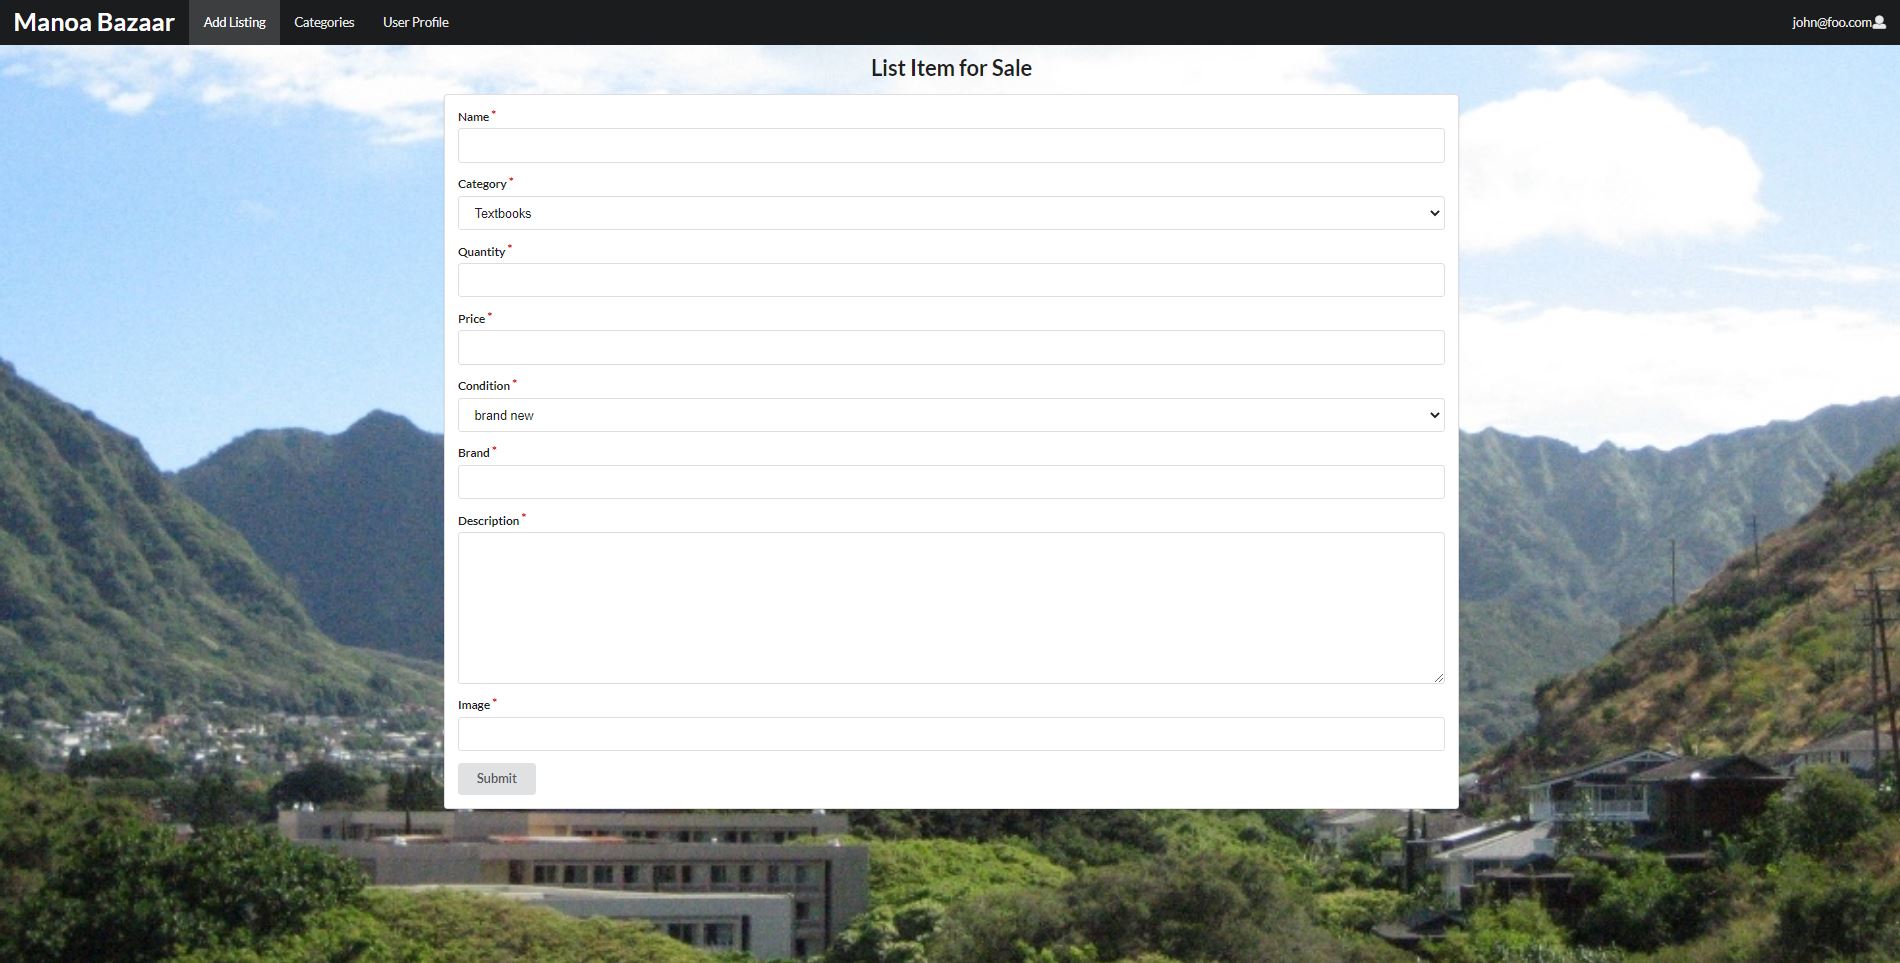 Manoa Bazaar Add Listing Categories User Profile john@foo.com
List Item for Sale
Name *
Category *
Textbooks
Quantity *
Price *
Condition *
brand new
Brand *
Description *
Image *
Submit